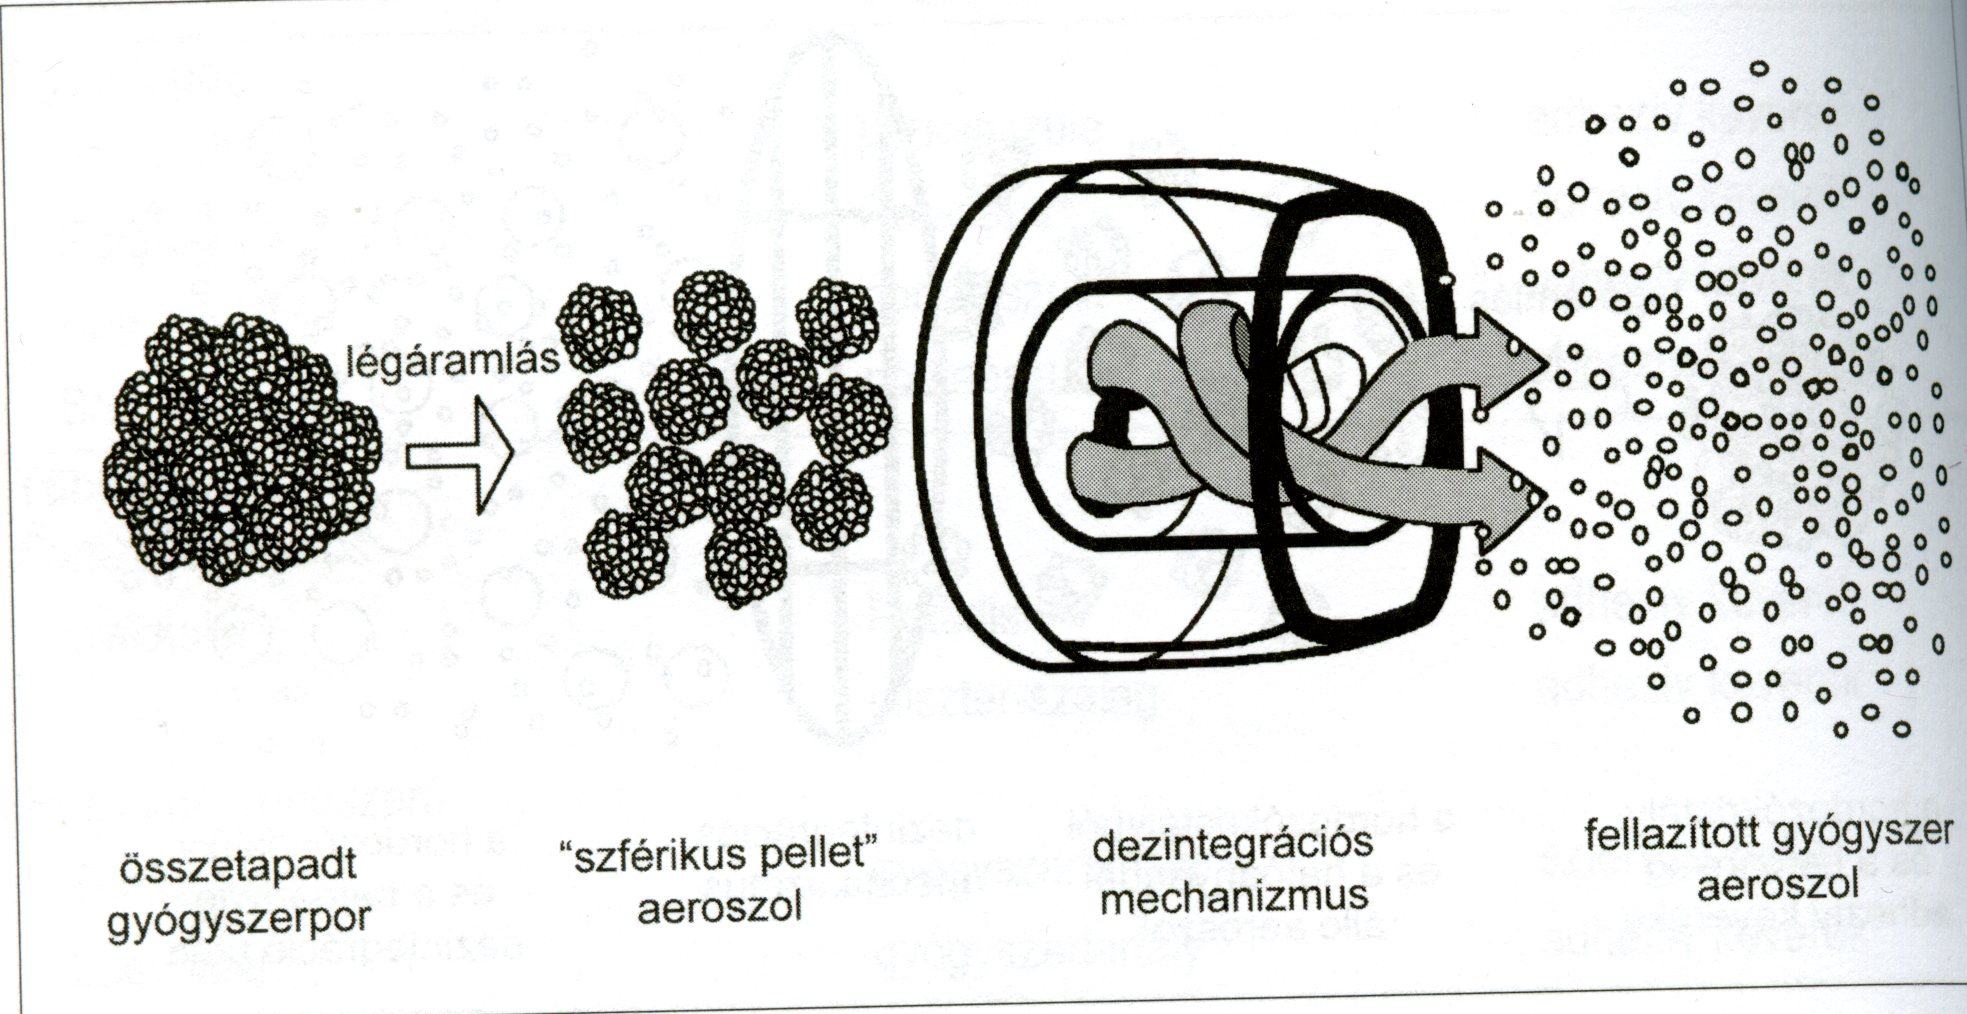 légáramlás
összetapadt
gyógyszerpor
“szférikus pellet”
aeroszol
dezintegrációs
mechanizmus
fellazított gyógyszer
aeroszol